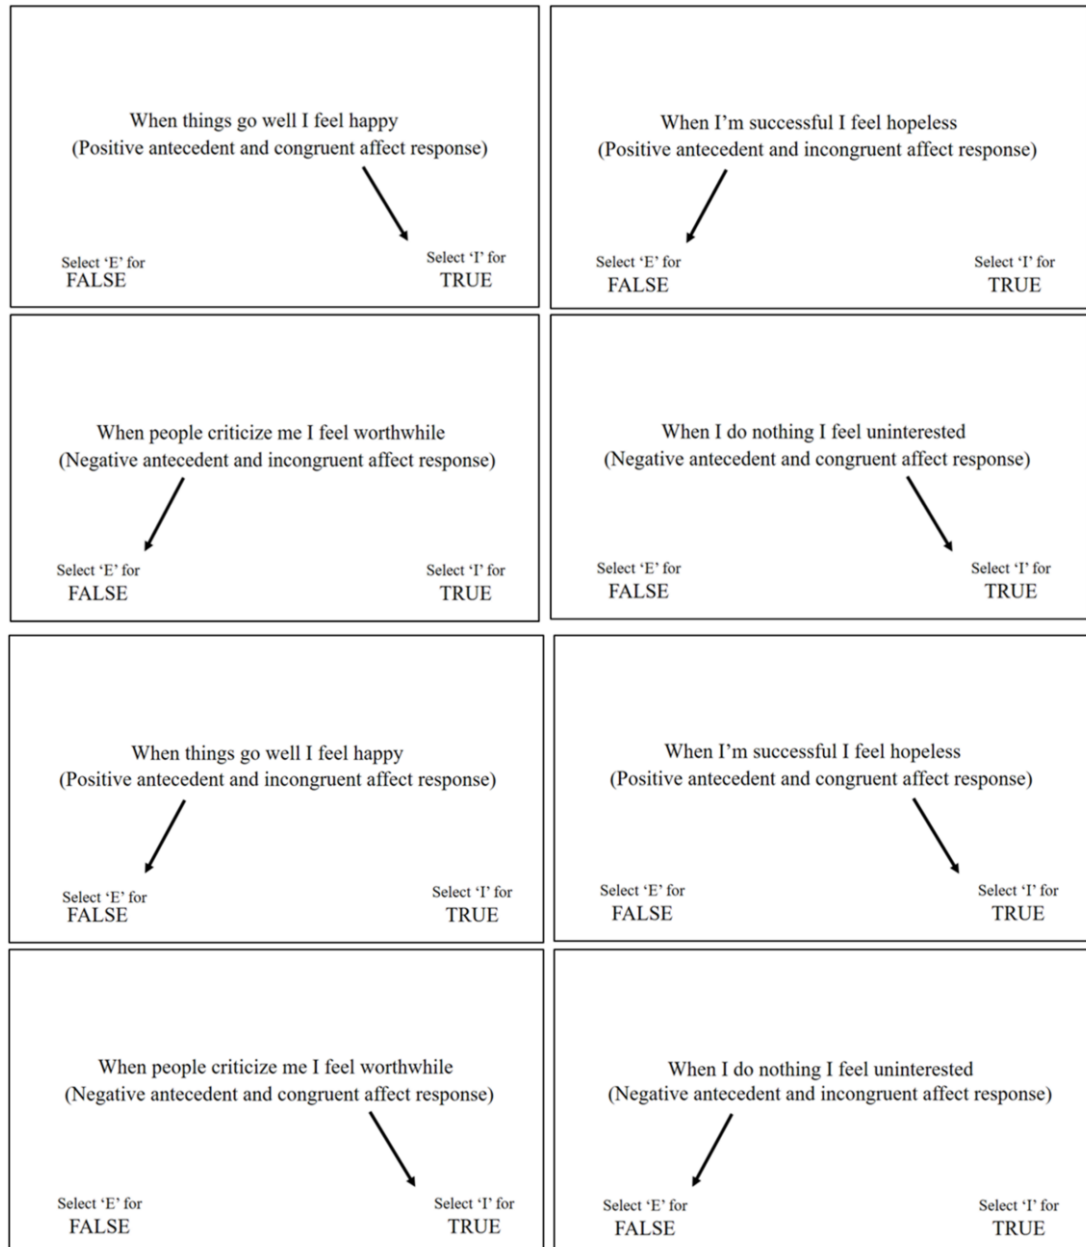 When things go well I feel happy
(Positive antecedent and congruent affect response)
Select ‘E’ for
FALSE
Select ‘I’ for
TRUE
When I’m successful I feel hopeless
(Positive antecedent and incongruent affect response)
Select ‘E’ for
FALSE
Select ‘I’ for
TRUE
When people criticize me I feel worthwhile
(Negative antecedent and incongruent affect response)
Select ‘E’ for
FALSE
Select ‘I’ for
TRUE
When I do nothing I feel uninterested
(Negative antecedent and congruent affect response)
Select ‘E’ for
FALSE
Select ‘I’ for
TRUE
When things go well I feel happy
(Positive antecedent and incongruent affect response)
Select ‘E’ for
FALSE
Select ‘I’ for
TRUE
When I’m successful I feel hopeless
(Positive antecedent and congruent affect response)
Select ‘E’ for
FALSE
Select ‘I’ for
TRUE
When people criticize me I feel worthwhile
(Negative antecedent and congruent affect response)
Select ‘E’ for
FALSE
Select ‘I’ for
TRUE
When I do nothing I feel uninterested
(Negative antecedent and incongruent affect response)
Select ‘E’ for
FALSE
Select ‘I’ for
TRUE